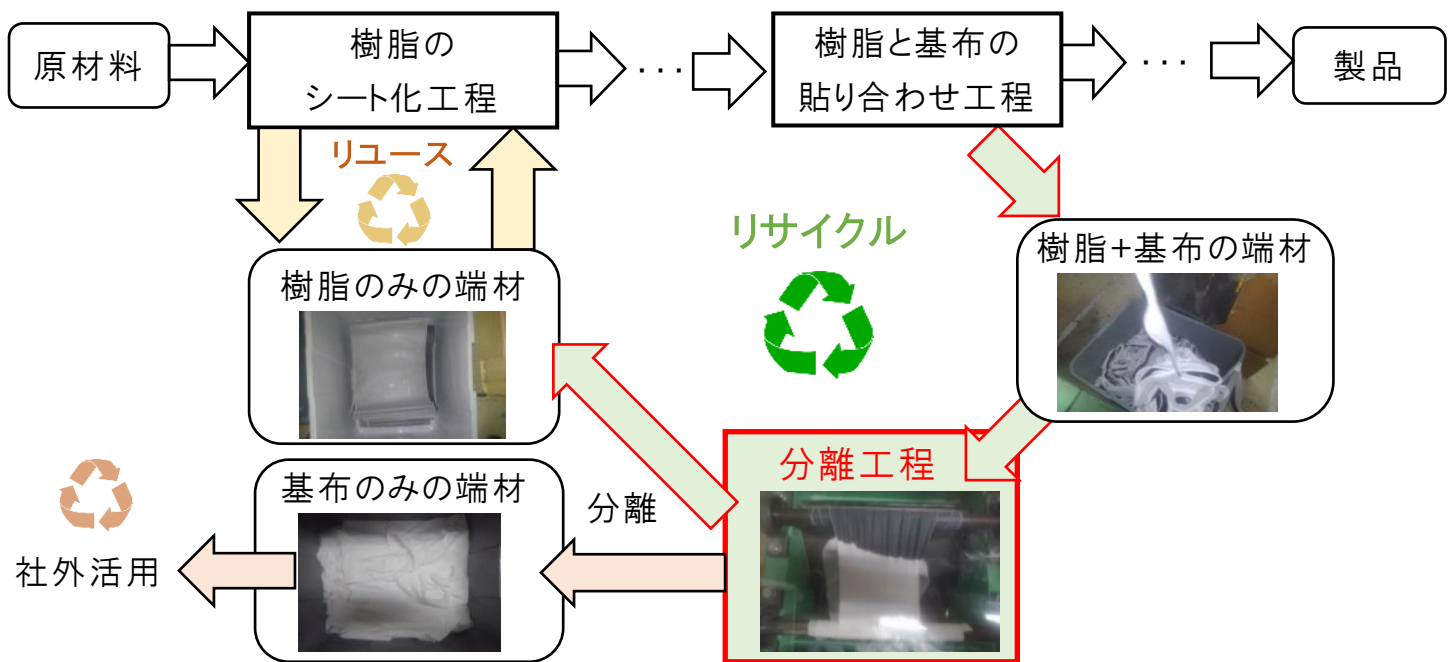 原材料
樹脂の
シート化工程
・・・
樹脂と基布の
貼り合わせ工程
・・・
製品
リユース
リサイクル
樹脂+基布の端材
樹脂のみの端材
分離工程
基布のみの端材
分離
社外活用